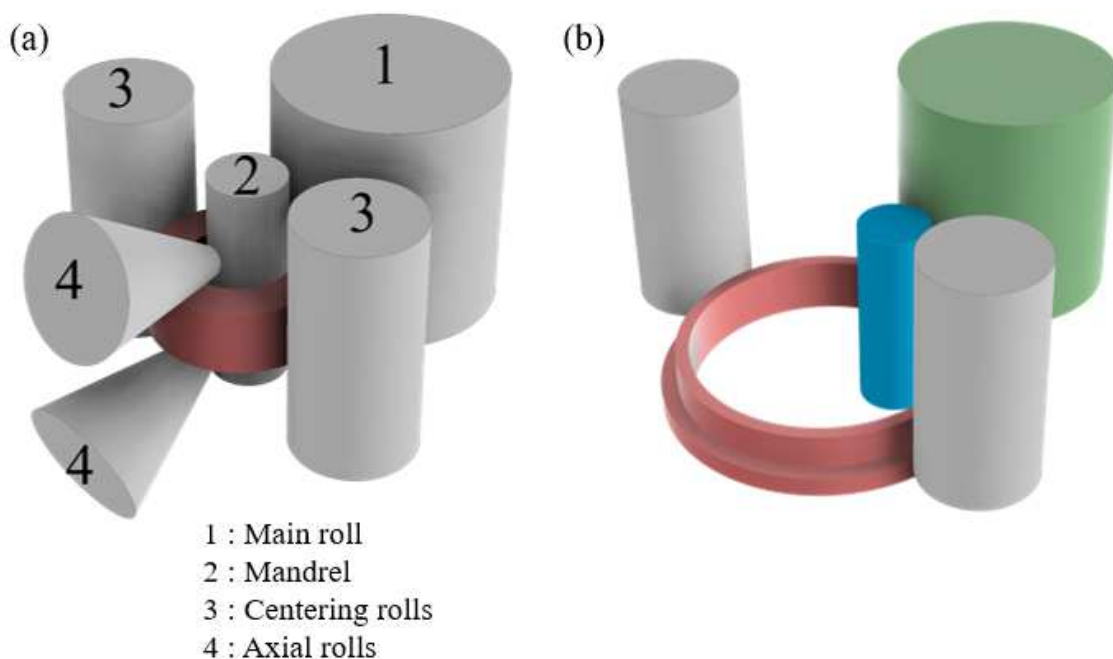 (a)
(b)
1
3
2
3
4
4
1 : Main roll
2 : Mandrel
3 : Centering rolls
4 : Axial rolls